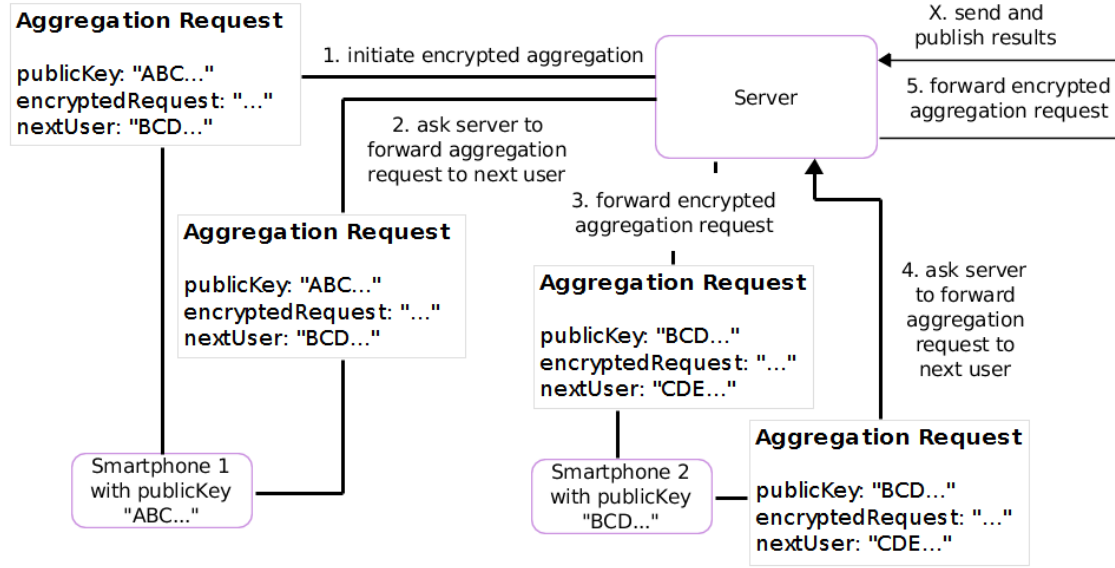 Aggregation Request
publicKey: "ABC..."
encryptedRequest: "..."
nextUser: "BCD..."
1. initiate encrypted aggregation
Server
X. send and
publish results
5. forward encrypted
aggregation request
2. ask server to
forward aggregation
request to next user
3. forward encrypted
aggregation request
Aggregation Request
publicKey: "ABC..."
encryptedRequest: "..."
nextUser: "BCD..."
Aggregation Request
publicKey: "BCD..."
encryptedRequest: "..."
nextUser: "CDE..."
4. ask server
to forward
aggregation
request to
next user
Smartphone 1
with publicKey
"ABC..."
Smartphone 2
with publicKey
"BCD..."
Aggregation Request
publicKey: "BCD..."
encryptedRequest: "..."
nextUser: "CDE..."